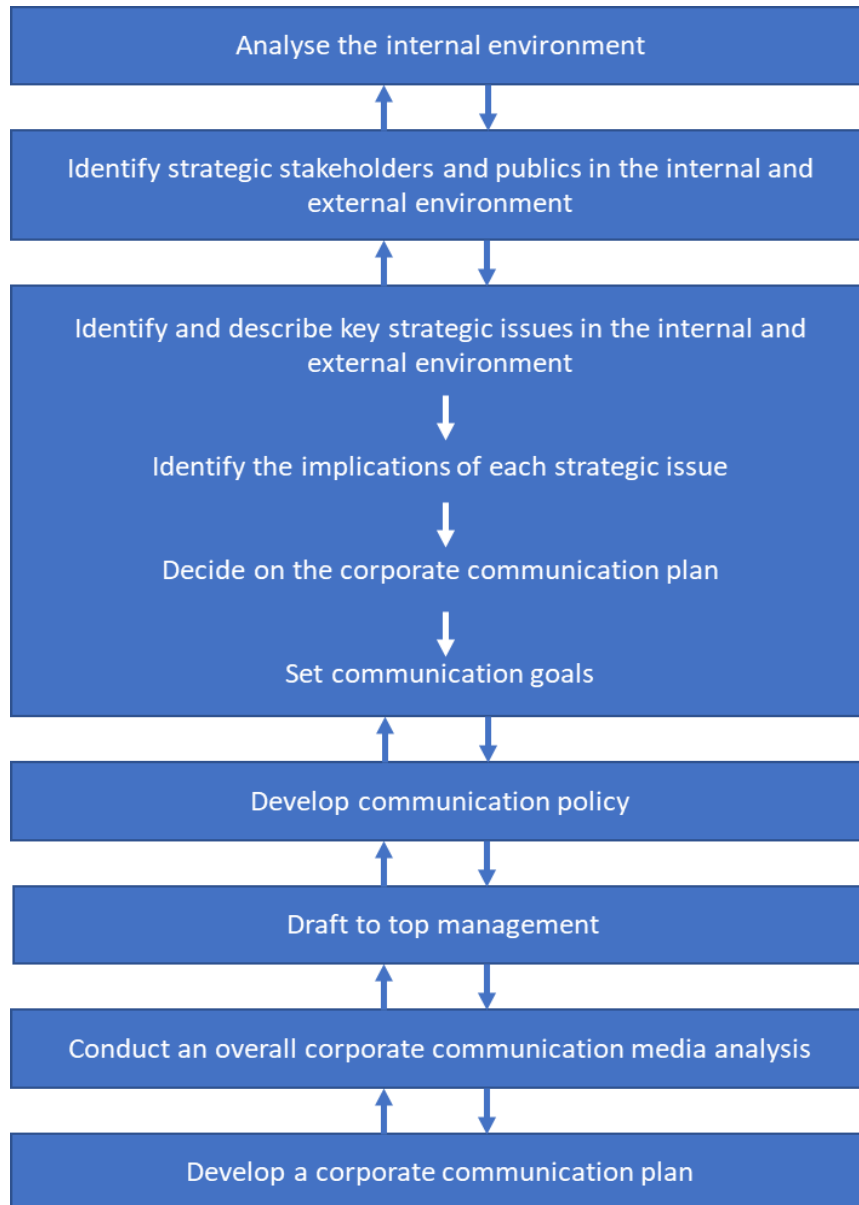 Analyse the internal environment
Identify strategic stakeholders and publics in the internal and
external environment
Identify and describe key strategic issues in the internal and
external environment
Identify the implications of each strategic issue
Decide on the corporate communication plan
Set communication goals
Develop communication policy
Draft to top management
Conduct an overall corporate communication media analysis
Develop a corporate communication plan